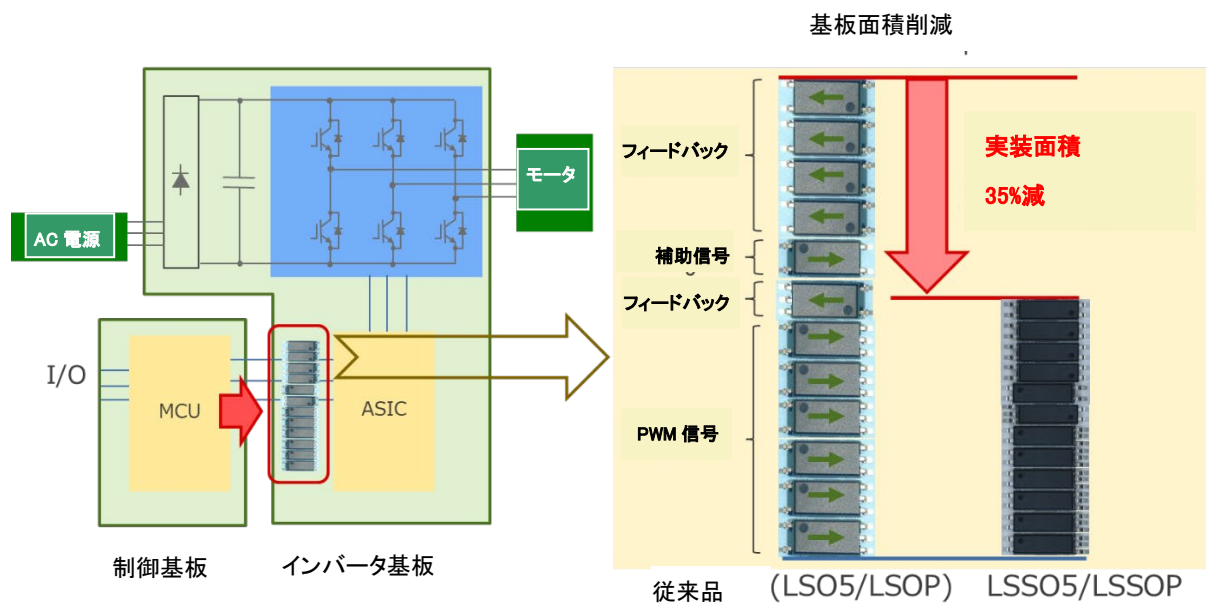 基板面積削減
フィードバック
実装面積
35%減
モータ
AC 電源
補助信号
フィードバック
I/O
MCU
ASIC
PWM 信号
制御基板
インバータ基板
従来品
(LSO5/LSOP)
LSSO5/LSSOP